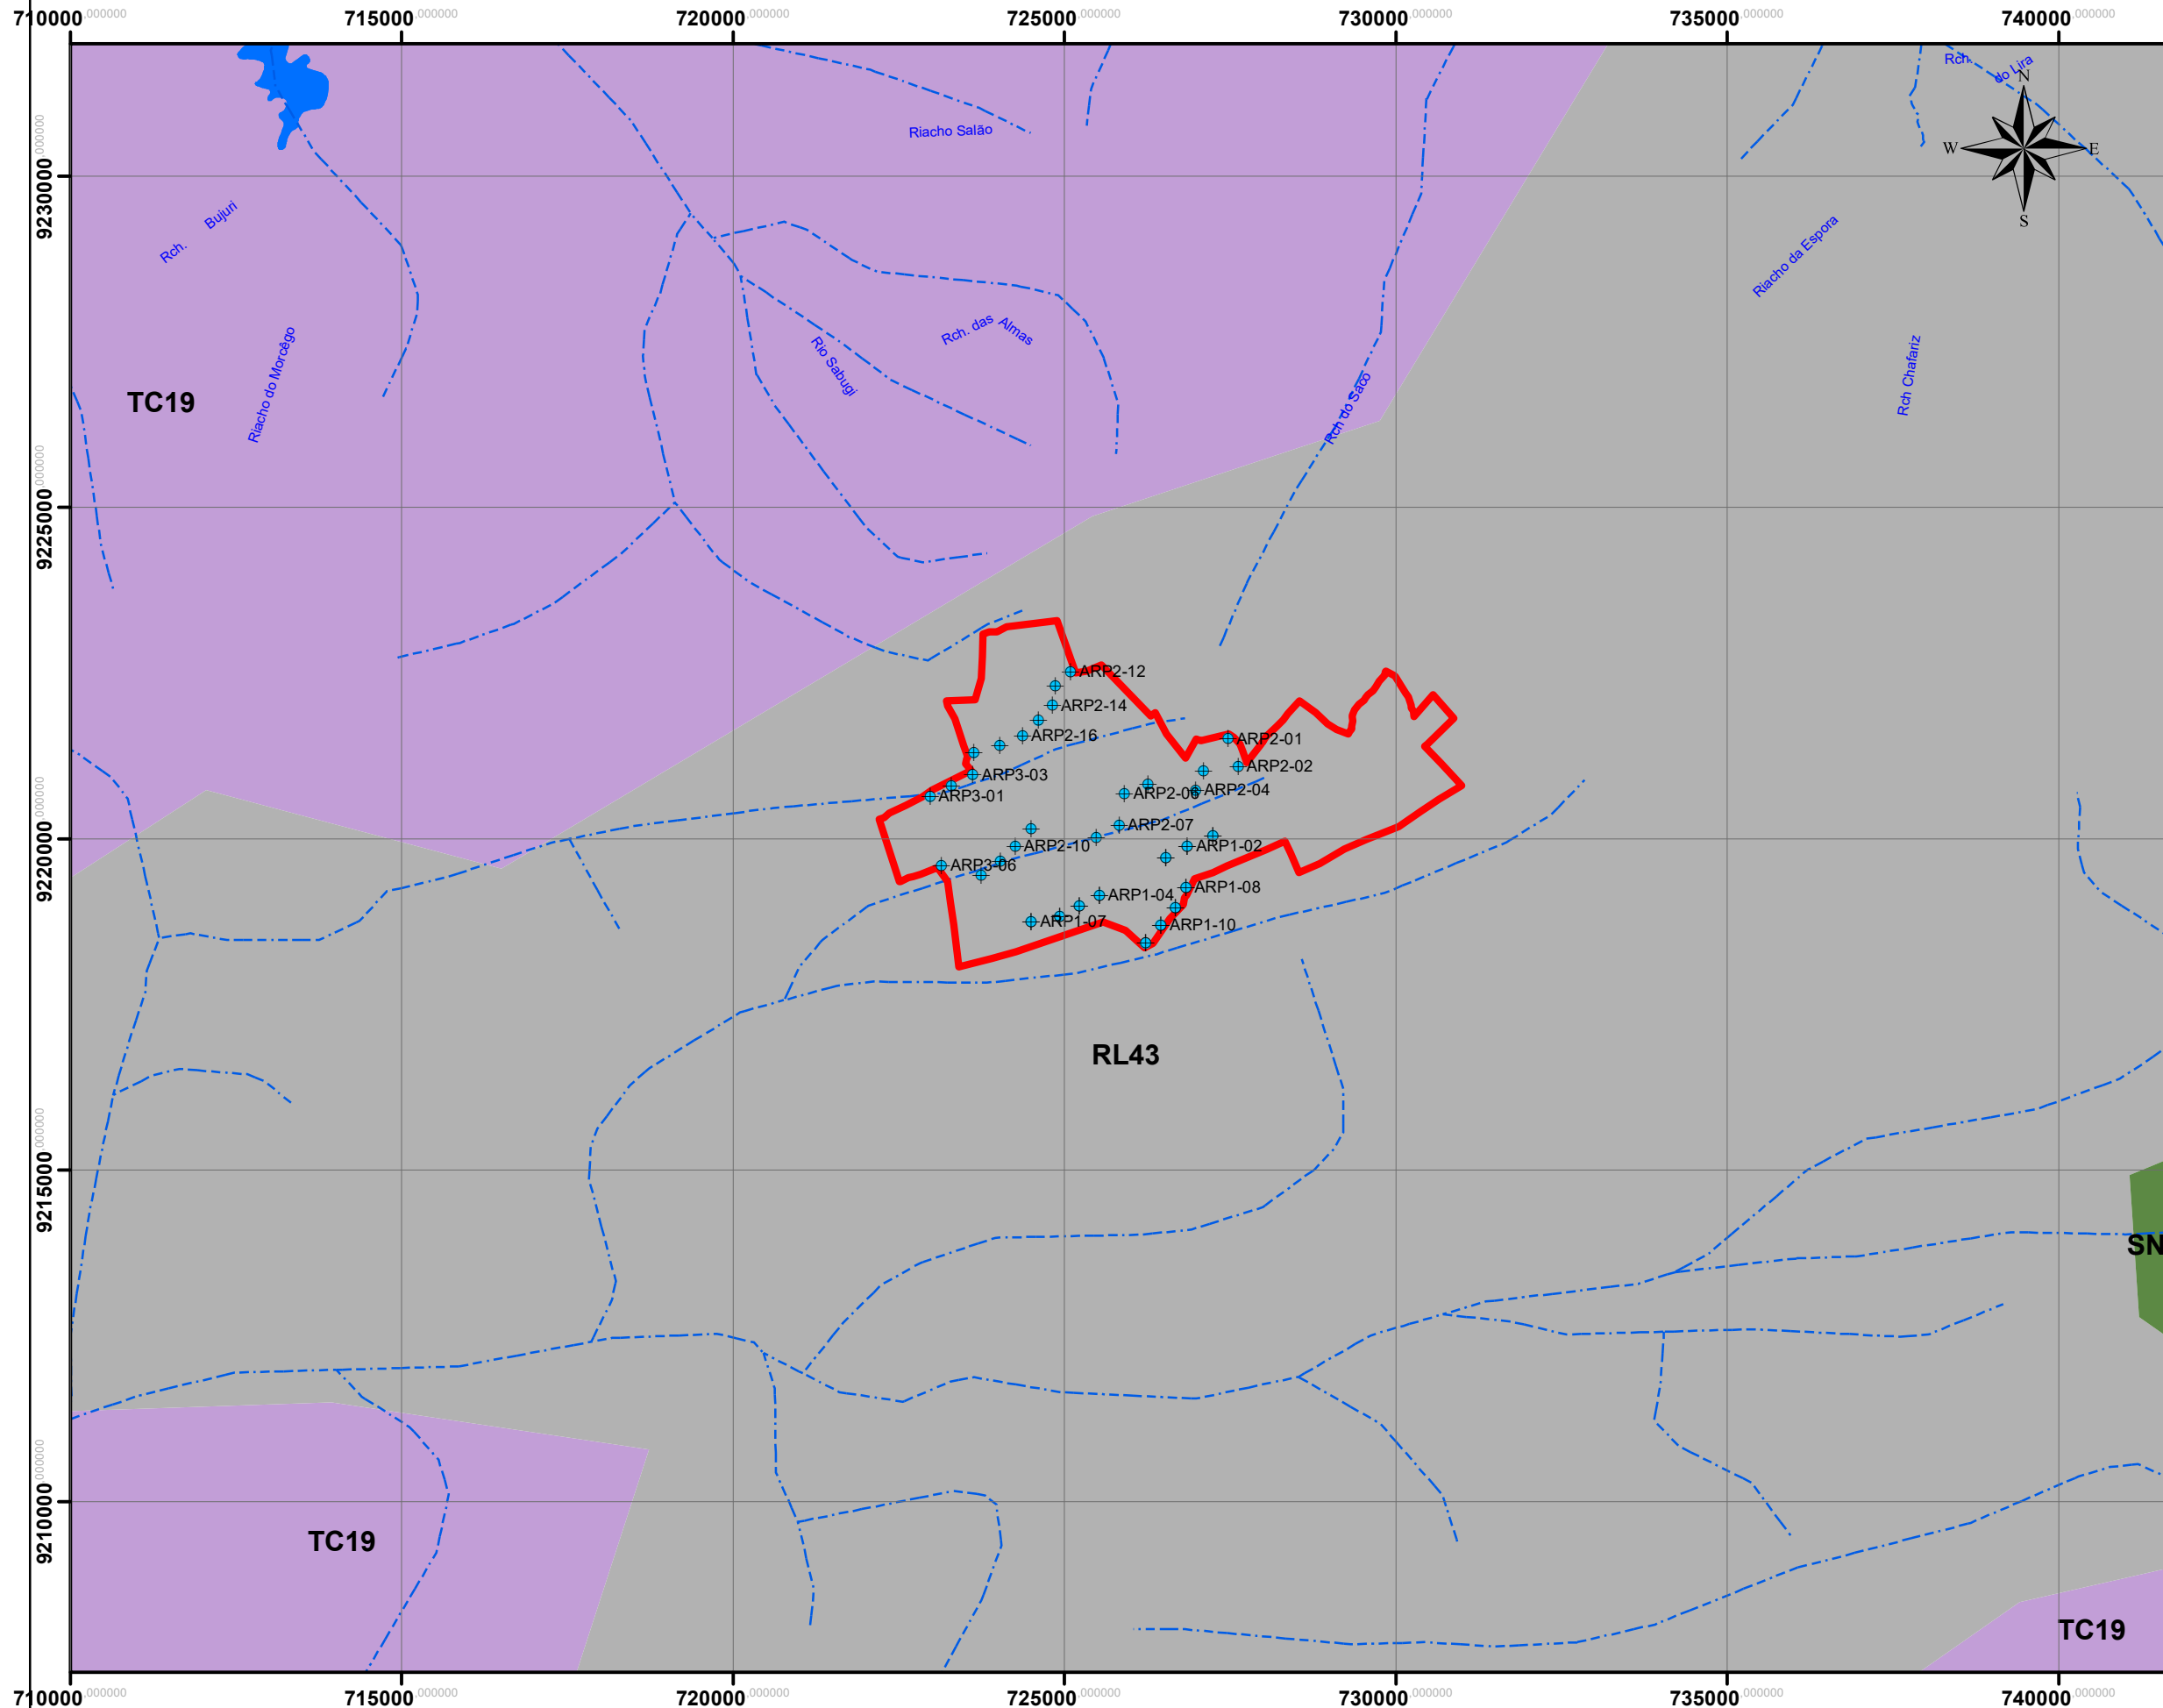 710000,000000 715000,000000 720000,000000 725000,000000 730000,000000 735000,000000 740000,000000
Rch. do Lira
N
W E
S
Riacho Salão
9230000,000000
Rch. Bujuri
Riacho da Espora
Riacho do Morcêgo
Rio Sabugi
Rch. das Almas
Rch do Saco
Rch Chafariz
TC19
9225000,000000
ARP2-12
ARP2-14
ARP2-16
ARP2-01
ARP3-03
ARP2-02
ARP3-01
ARP2-06
ARP2-04
9220000,000000
ARP2-07
ARP2-10
ARP1-02
ARP3-06
ARP1-08
ARP1-04
ARP1-07
ARP1-10
RL43
9215000,000000
SN
9210000,000000
TC19
TC19
710000,000000 715000,000000 720000,000000 725000,000000 730000,000000 735000,000000 740000,000000